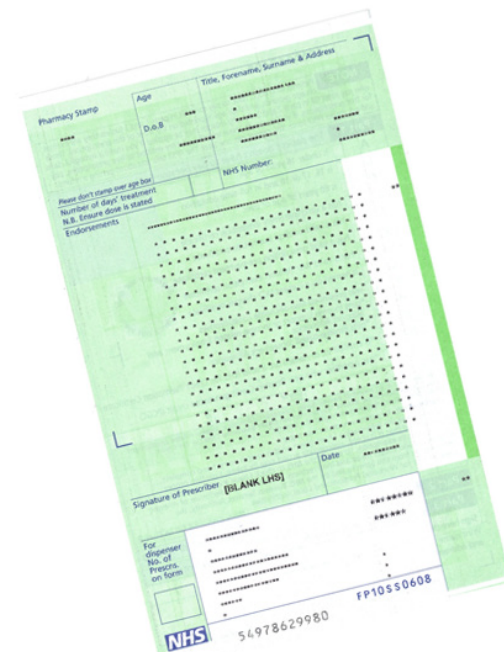 Pharmacy Stamp
Age
Title, Forename, Surname & Address
D.o.B
Please don't stamp over age box
Number of days' treatment
N.B. Ensure dose is stated
NHS Number:
Endorsements
Signature of Prescriber
[BLANK LHS]
Date
For
dispenser
No. of
Prescns.
on form
NHS
54978629980
FP10SS0608